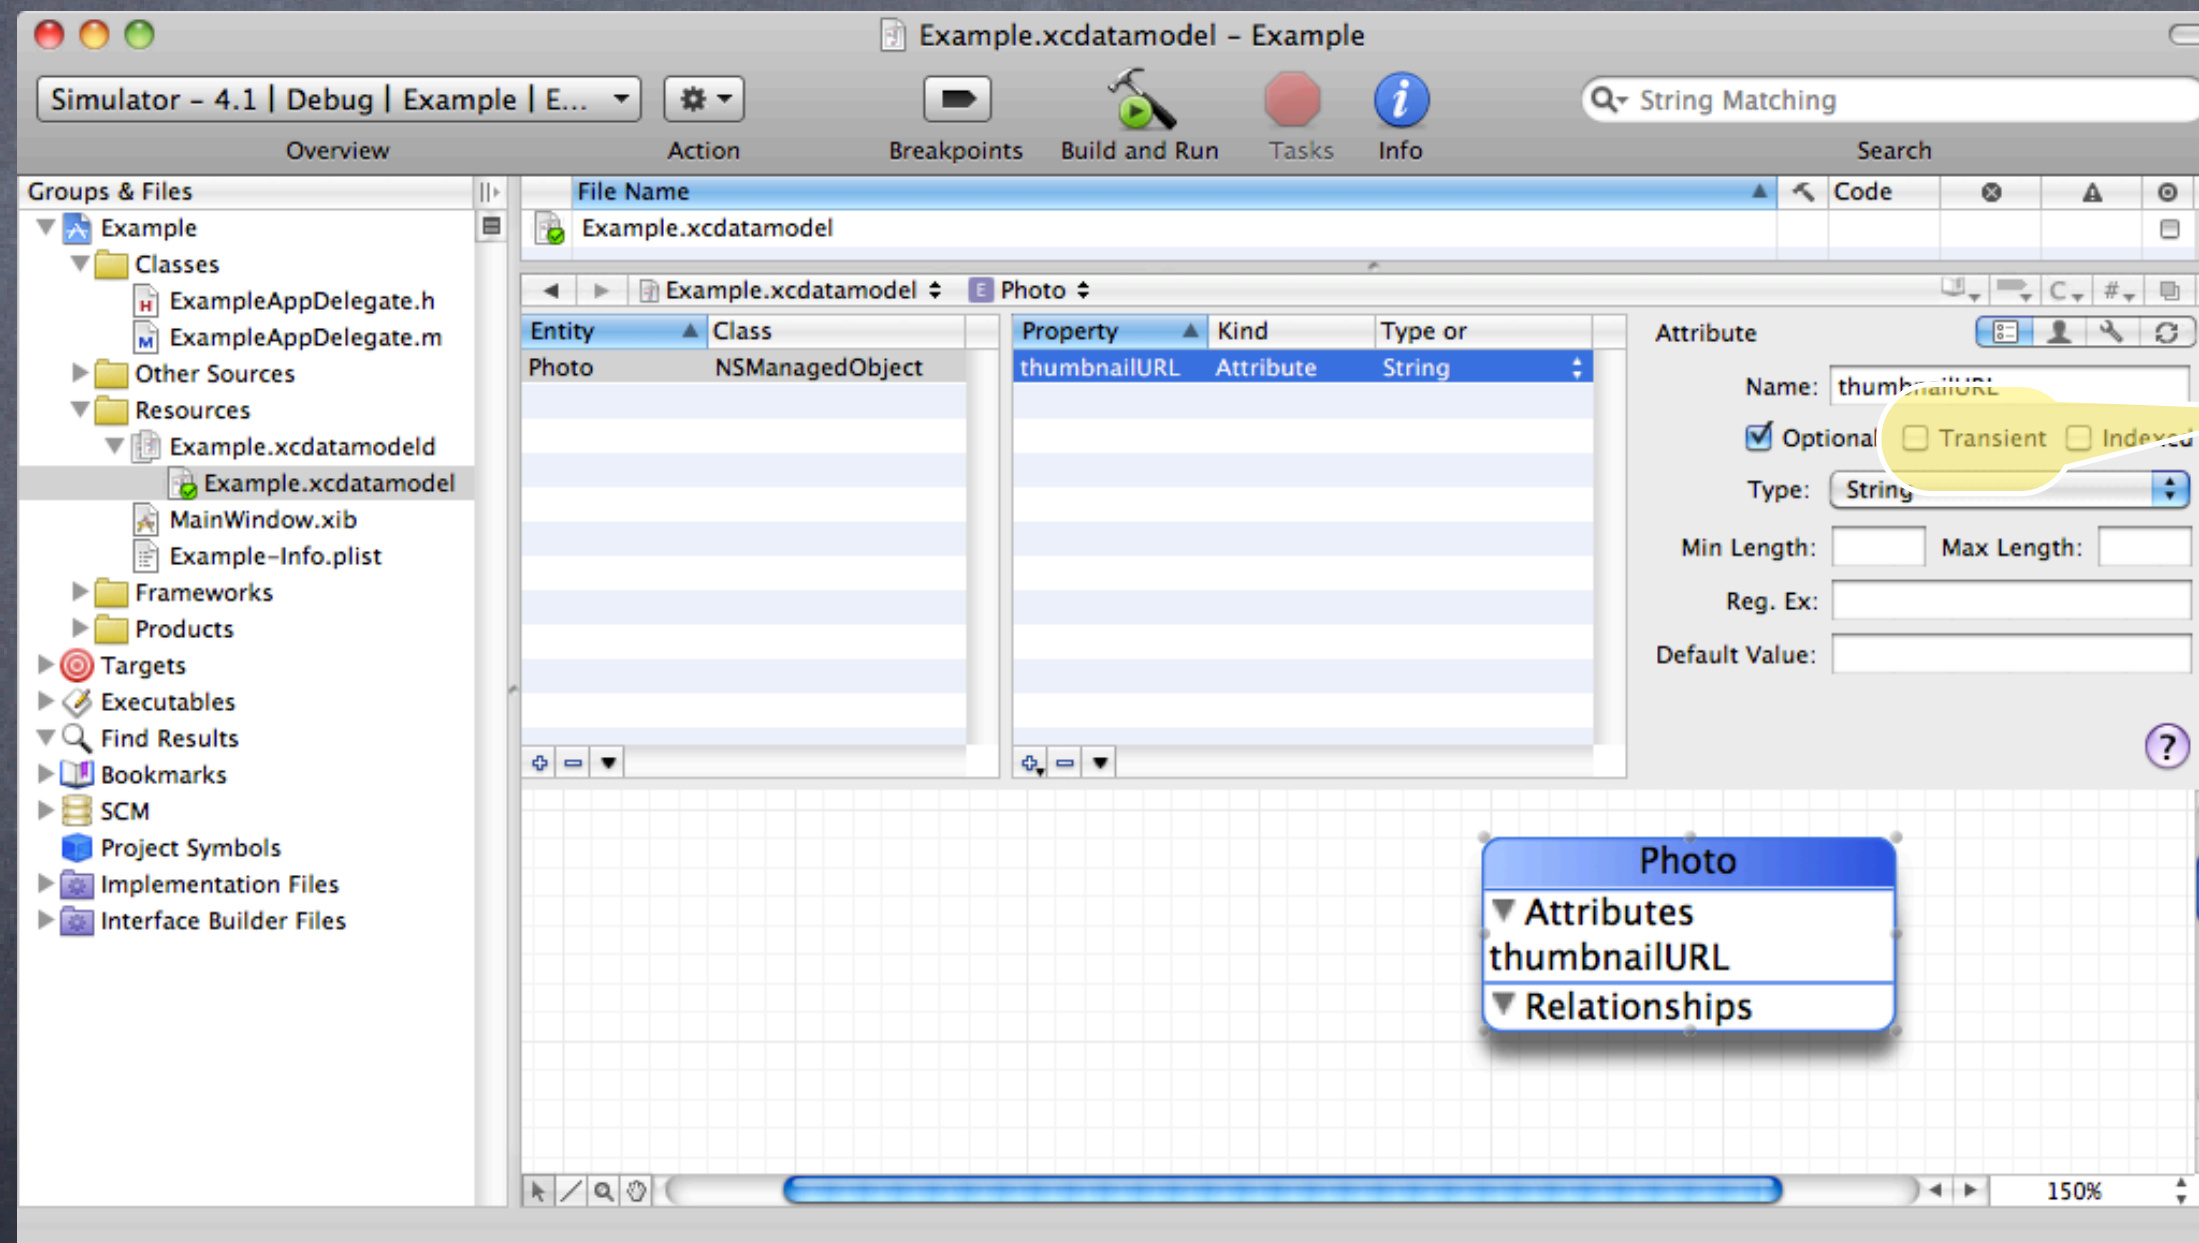 Example.xcdatamodel – Example
Simulator – 4.1 | Debug | Example | E...
String Matching
Overview
Action
Breakpoints
Build and Run
Tasks
Info
Search
Groups & Files
Example
Classes
ExampleAppDelegate.h
ExampleAppDelegate.m
Other Sources
Resources
Example.xcdatamodeld
Example.xcdatamodel
MainWindow.xib
Example-Info.plist
Frameworks
Products
Targets
Executables
Find Results
Bookmarks
SCM
Project Symbols
Implementation Files
Interface Builder Files
File Name
Code
Example.xcdatamodel
Example.xcdatamodel
E Photo
C
#
Entity
Class
Photo
NSManagedObject
Property
Kind
Type or
thumbnailURL
Attribute
String
Attribute
Name: thumbnailURL
Optional
Transient
Indexed
Type: String
Min Length:
Max Length:
Reg. Ex:
Default Value:
?
Photo
Attributes
thumbnailURL
Relationships
150%